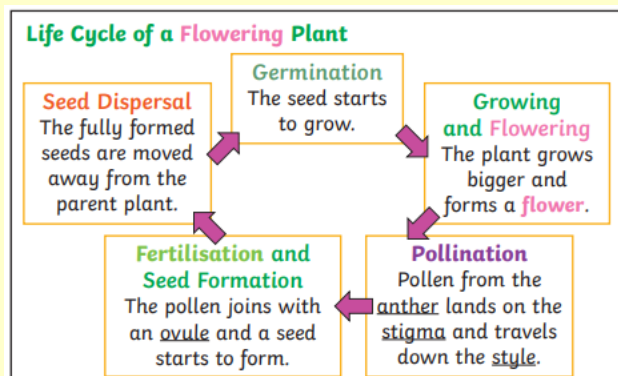 Life Cycle of a Flowering Plant
Germination
The seed starts
to grow.
Growing
and Flowering
The plant grows
bigger and
forms a flower.
Pollination
Pollen from the
anther lands on the
stigma and travels
down the style.
Fertilisation and
Seed Formation
The pollen joins with
an ovule and a seed
starts to form.
Seed Dispersal
The fully formed
seeds are moved
away from the
parent plant.